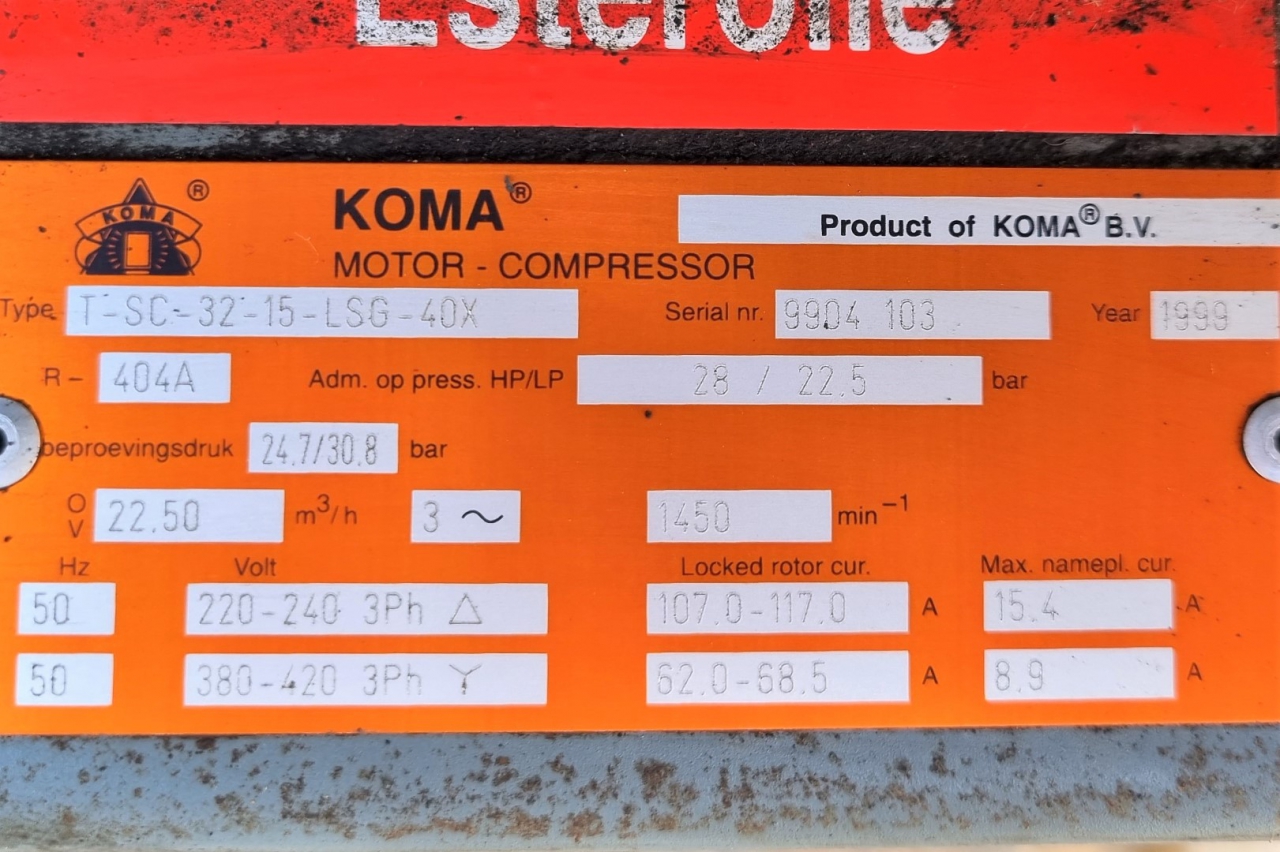 Esterölie
KOMA ®
KOMA® Product of KOMA® B.V.
MOTOR - COMPRESSOR
Type T-SC-32-15-LSG-40X Serial nr. 9904 103 Year 1999
R- 404A Adm. op press. HP/LP 28 / 22.5 bar
beproevingsdruk 24.7/30.8 bar
O
V 22.50 m³/h 3 ~ 1450 min⁻¹
Hz Volt Locked rotor cur. Max. namepl. cur.
50 220-240 3Ph △ 107.0-117.0 A 15.4 A
50 380-420 3Ph Y 62.0-68.5 A 8.9 A